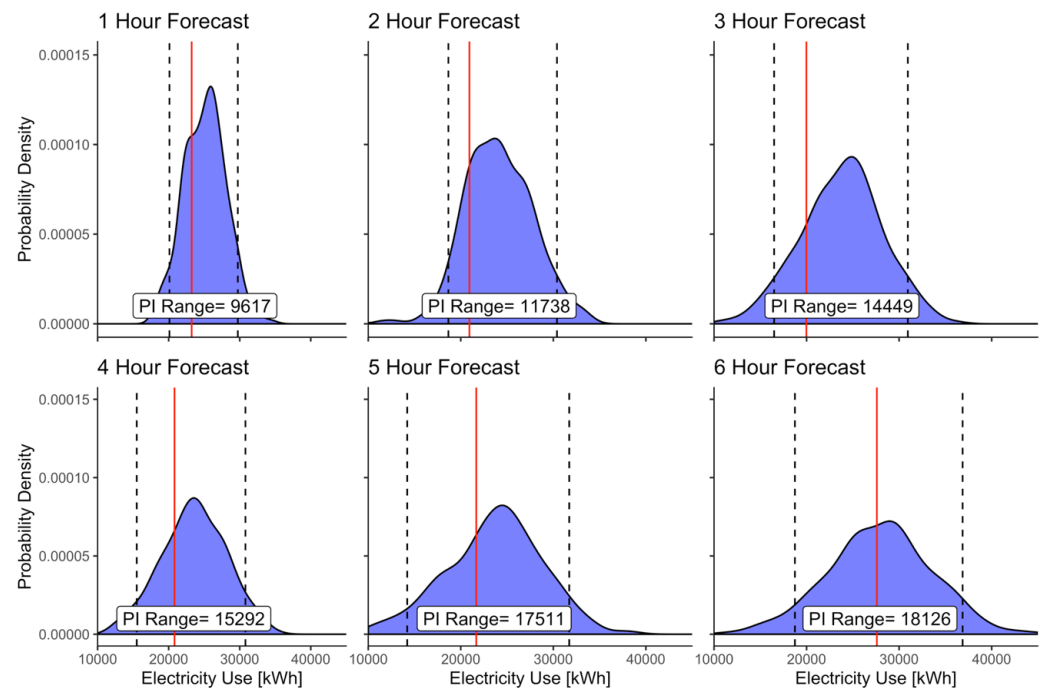 1 Hour Forecast
2 Hour Forecast
3 Hour Forecast
Probability Density
0.00015
0.00010
0.00005
0.00000
PI Range= 9617
PI Range= 11738
PI Range= 14449
4 Hour Forecast
5 Hour Forecast
6 Hour Forecast
Probability Density
0.00015
0.00010
0.00005
0.00000
PI Range= 15292
PI Range= 17511
PI Range= 18126
10000 20000 30000 40000
10000 20000 30000 40000
10000 20000 30000 40000
Electricity Use [kWh]
Electricity Use [kWh]
Electricity Use [kWh]